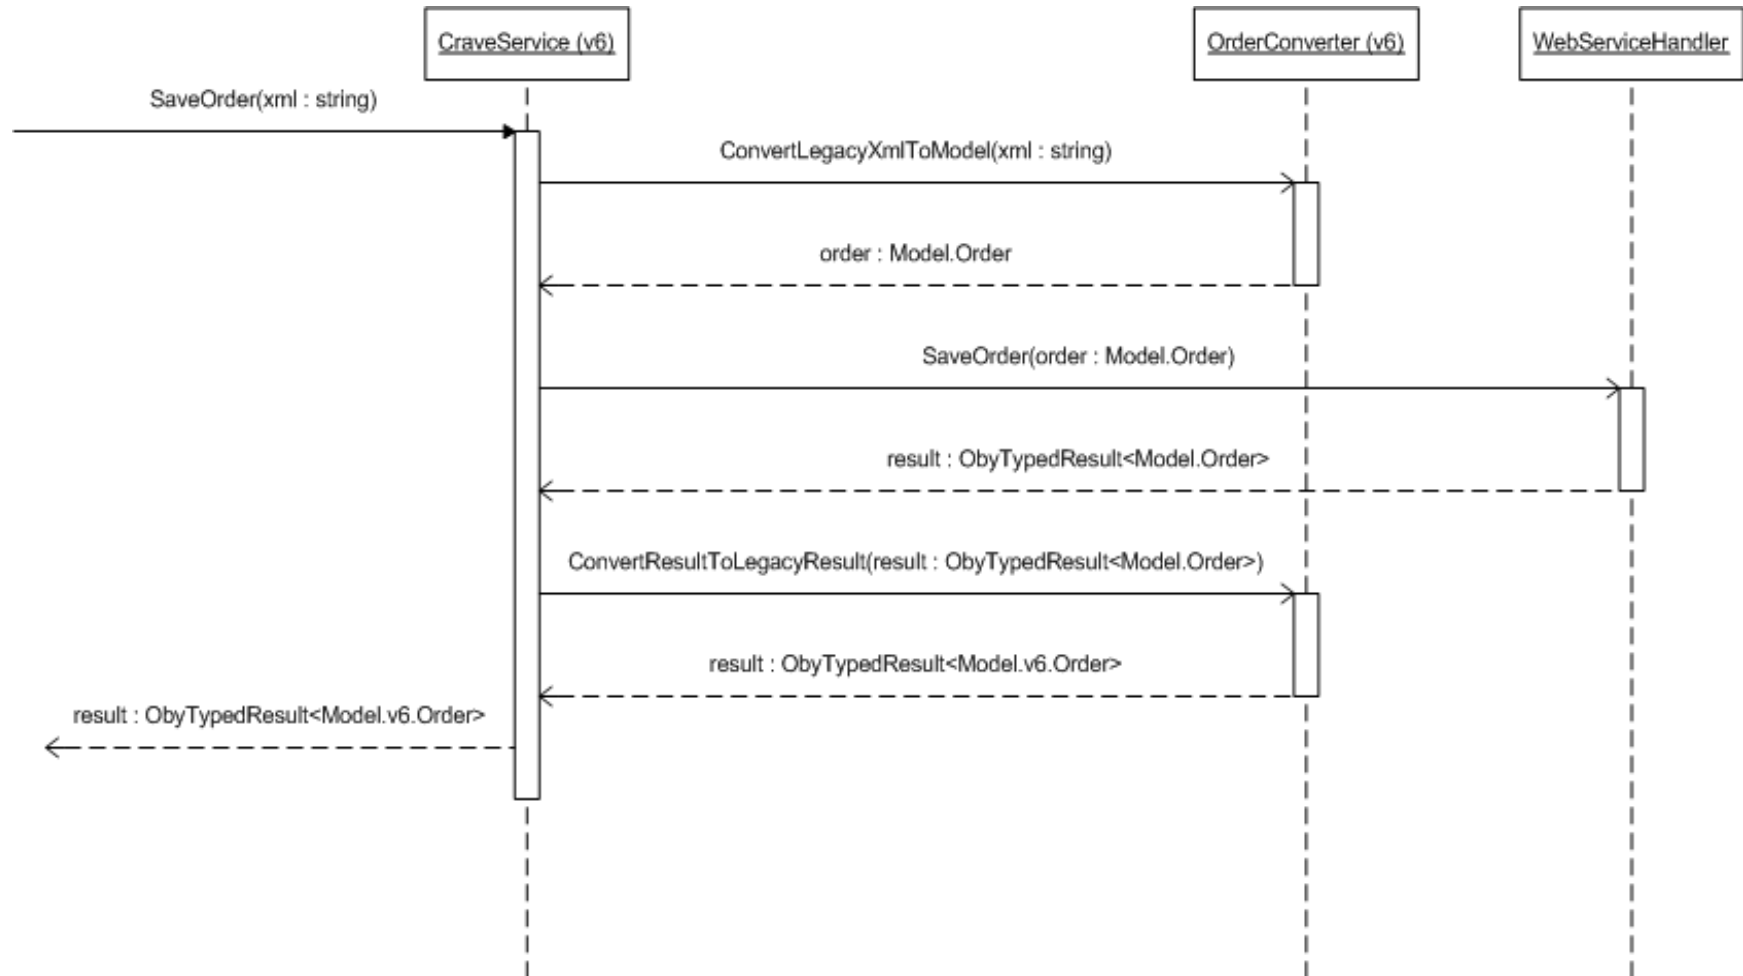 CraveService (v6)
OrderConverter (v6)
WebServiceHandler
SaveOrder(xml : string)
ConvertLegacyXmlToModel(xml : string)
order : Model.Order
SaveOrder(order : Model.Order)
result : ObyTypedResult<Model.Order>
ConvertResultToLegacyResult(result : ObyTypedResult<Model.Order>)
result : ObyTypedResult<Model.v6.Order>
result : ObyTypedResult<Model.v6.Order>